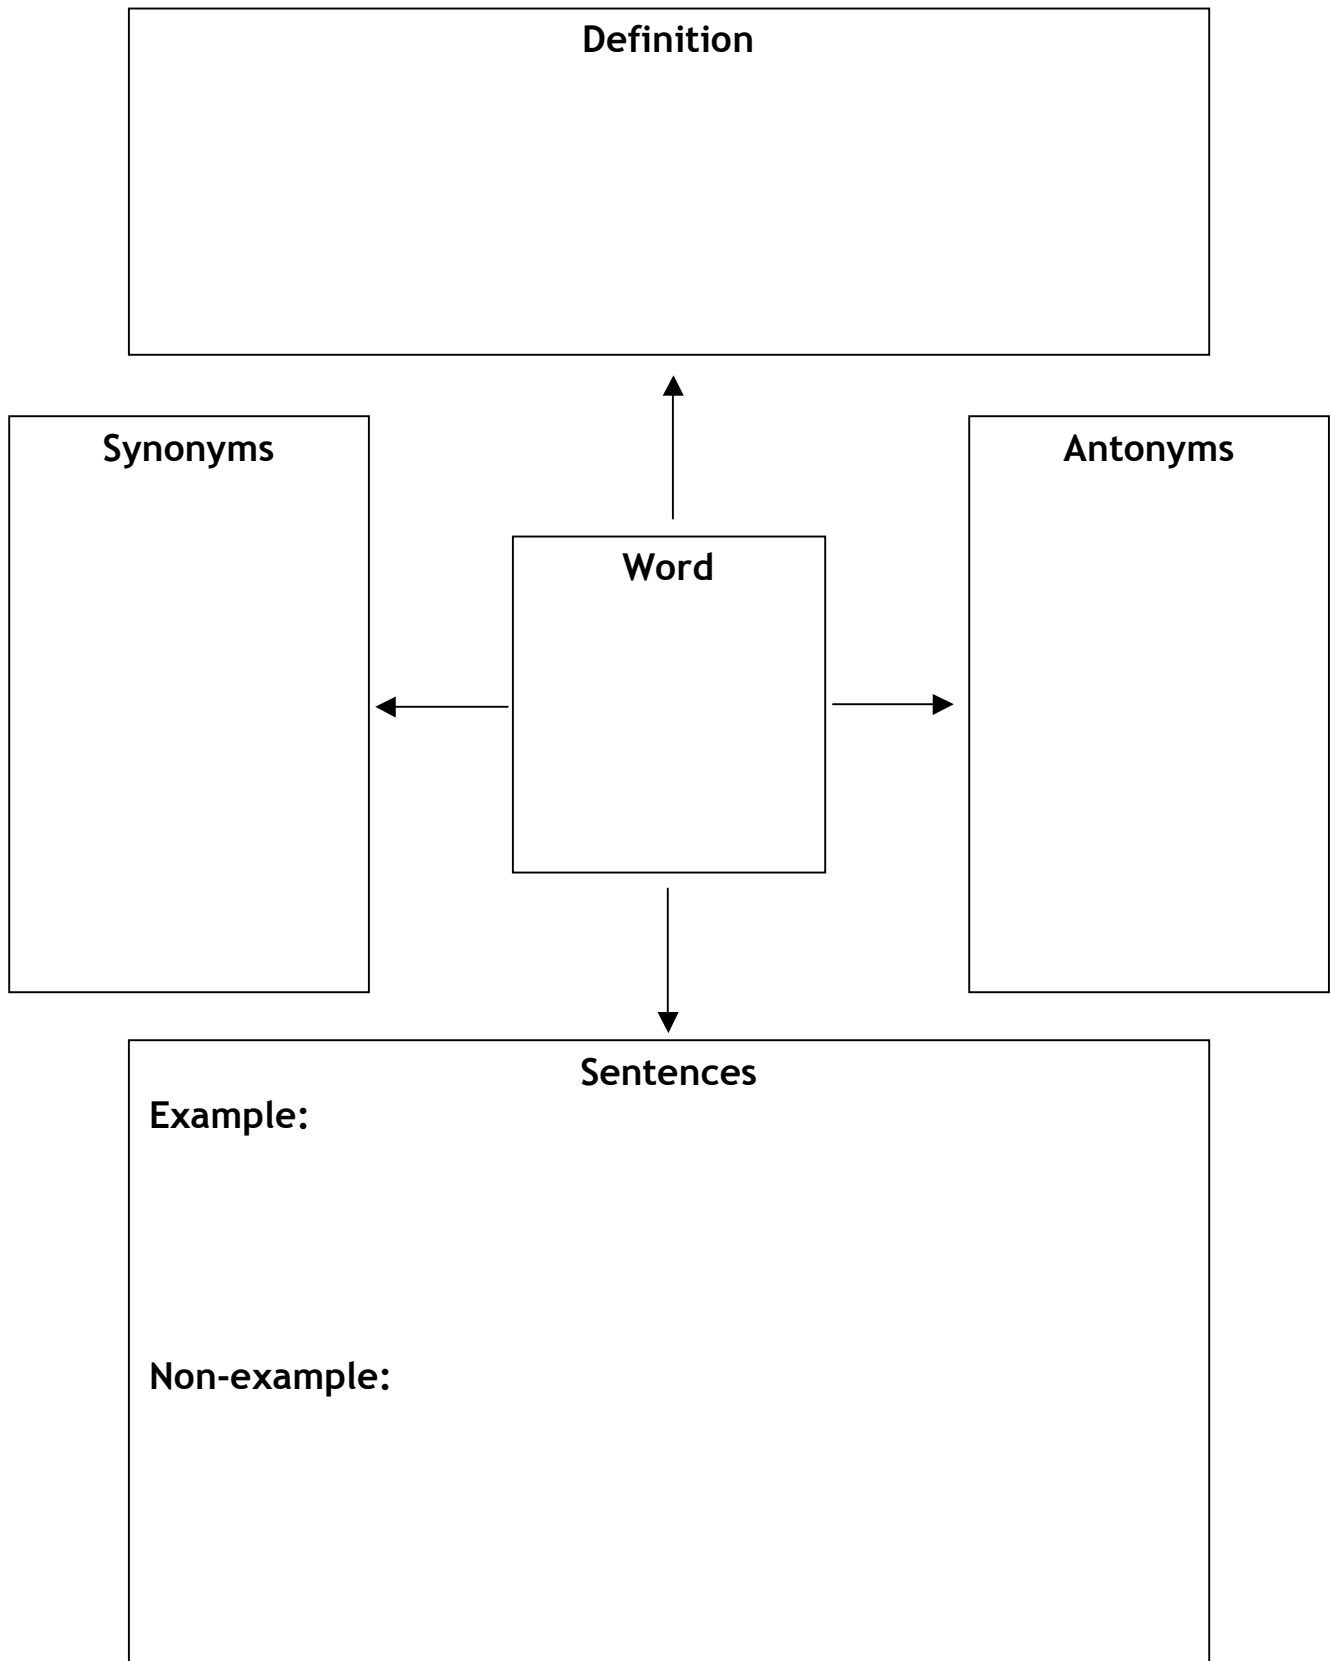 Definition
Synonyms
Antonyms
Word
Sentences
Example:
Non-example: